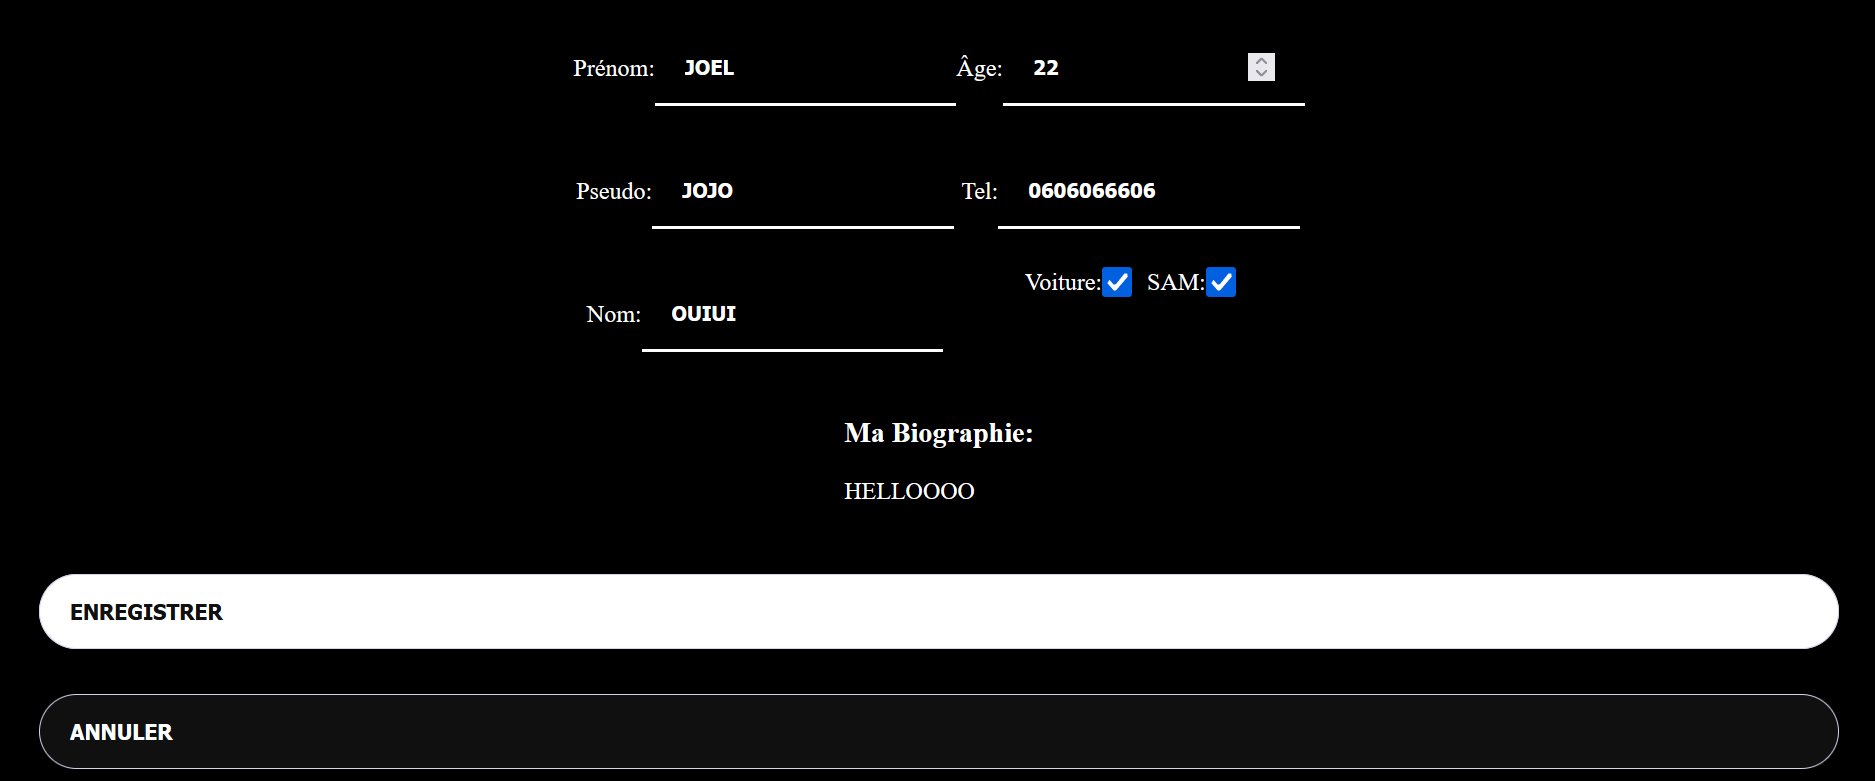 Prénom: JOEL Âge: 22
Pseudo: JOJO Tel: 0606066606
Voiture: SAM:
Nom: OUIUI
Ma Biographie:
HELLOOOO
ENREGISTRER
ANNULER